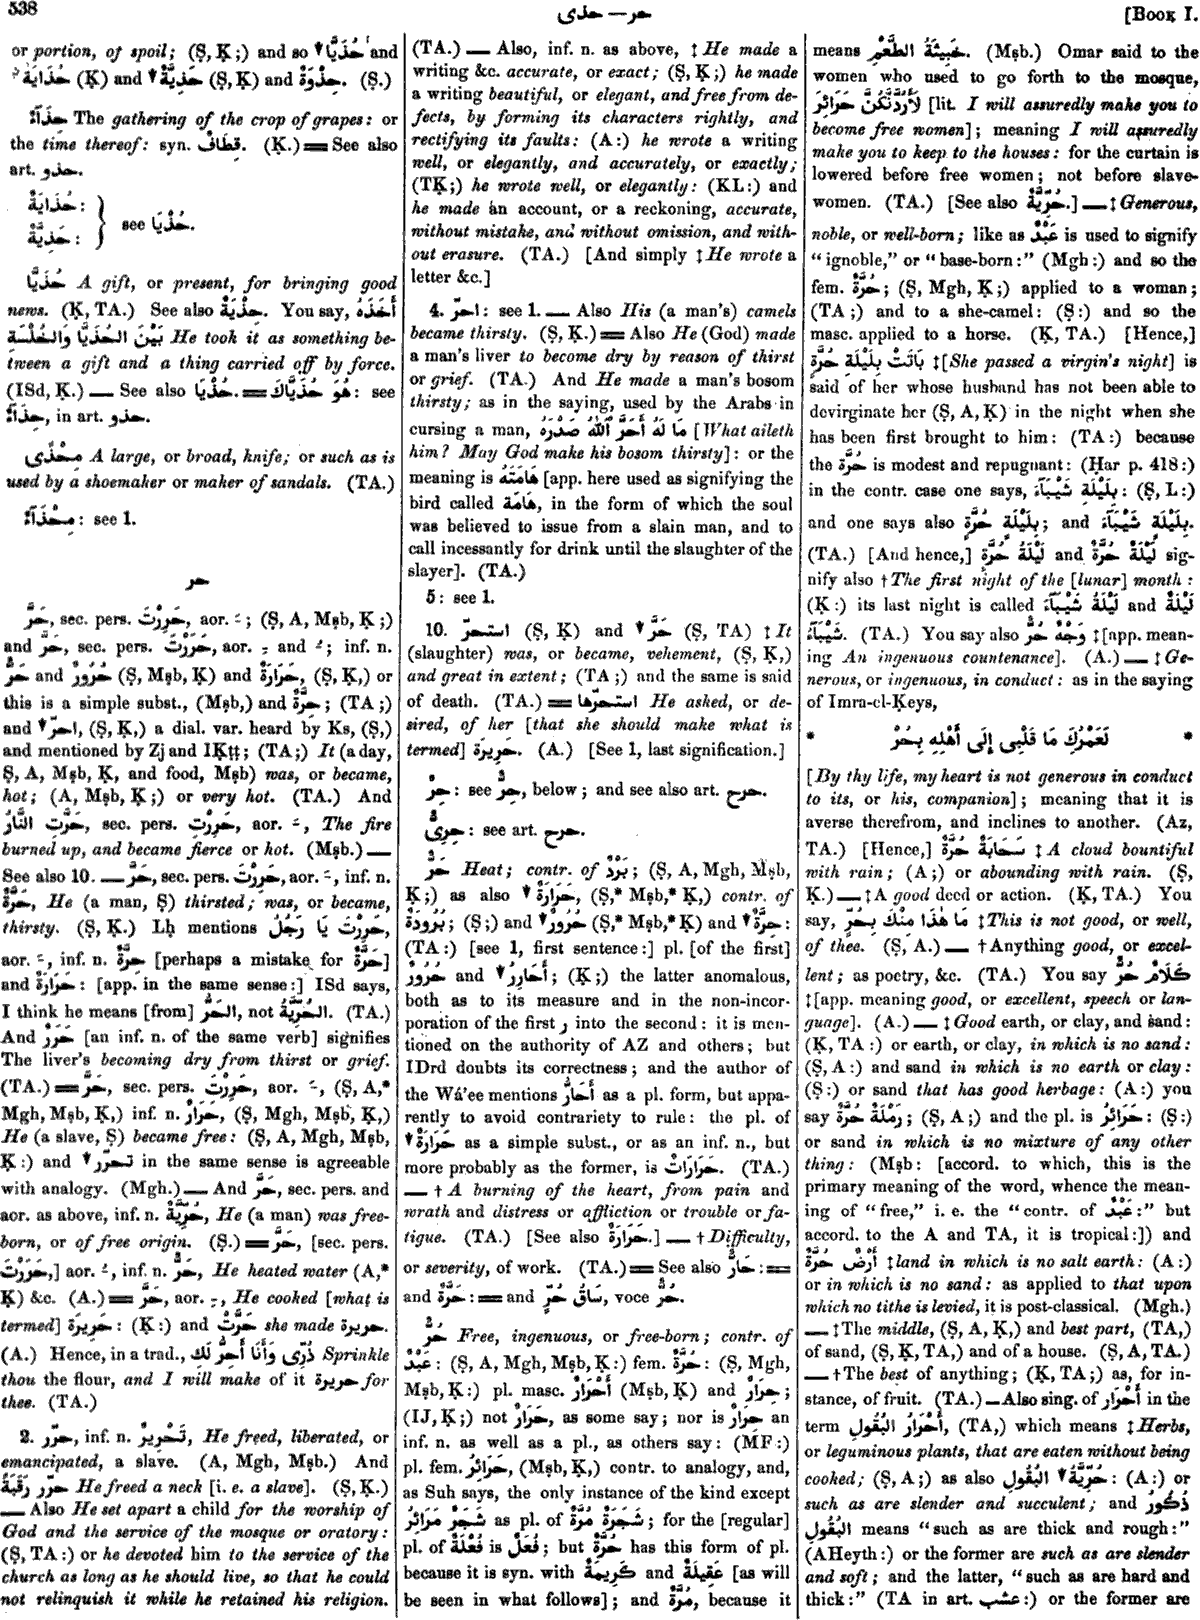 538
حر — حذى
[BOOK I.
or portion, of spoil; (Ṣ, Ḳ;) and so ▼ حُذَيَّا and
▼ حُذَايَةٌ (Ḳ) and ▼ حَذِيَّةٌ (Ṣ, Ḳ) and حِذْوَةٌ. (Ṣ.)
حِذَآءٌ The gathering of the crop of grapes: or
the time thereof: syn. قِطَافٌ. (Ḳ.) ═ See also
art. حذو.
حُذَايَةٌ :
حَذِيَّةٌ :
see حُذْيَا.
حُذَيَّا A gift, or present, for bringing good
news. (Ḳ, TA.) See also حِذْيَةٌ. You say, أَخَذَهُ
بَيْنَ الحُذَيَّا وَالخُلْسَةِ He took it as something be-
tween a gift and a thing carried off by force.
(ISd, Ḳ.) — See also حُذْيَا. ═ هُوَ حُذَيَّاكَ : see
حِذَآءٌ, in art. حذو.
مِحْذًى A large, or broad, knife; or such as is
used by a shoemaker or maker of sandals. (TA.)
مِحْذَآءٌ : see 1.
حر
حَرَّ, sec. pers. حَرِرْتَ, aor. ـَ ; (Ṣ, A, Mṣb, Ḳ;)
and حَرَّ, sec. pers. حَرَرْتَ, aor. ـِ and ـُ ; inf. n.
حَرٌّ and حُرُورٌ (Ṣ, Mṣb, Ḳ) and حَرَارَةٌ, (Ṣ, Ḳ,) or
this is a simple subst., (Mṣb,) and حِرَّةٌ ; (TA;)
and ▼ احرّ, (Ṣ, Ḳ,) a dial. var. heard by Ks, (Ṣ,)
and mentioned by Zj and IḲṭṭ; (TA;) It (a day,
Ṣ, A, Mṣb, Ḳ, and food, Mṣb) was, or became,
hot; (A, Mṣb, Ḳ;) or very hot. (TA.) And
حَرَّتِ النَّارُ, sec. pers. حَرِرْتِ, aor. ـَ, The fire
burned up, and became fierce or hot. (Mṣb.) —
See also 10. — حَرَّ, sec. pers. حَرِرْتَ, aor. ـَ, inf. n.
حَرَّةٌ, He (a man, Ṣ) thirsted; was, or became,
thirsty. (Ṣ, Ḳ.) Lḥ mentions حَرِرْتَ يَا رَجُلُ,
aor. ـَ, inf. n. حِرَّةٌ [perhaps a mistake for حَرَّةٌ]
and حَرَارَةٌ : [app. in the same sense:] ISd says,
I think he means [from] الحَرُّ, not الحُرِّيَّةُ. (TA.)
And حَرَرٌ [an inf. n. of the same verb] signifies
The liver's becoming dry from thirst or grief.
(TA.) ═ حَرَّ, sec. pers. حَرِرْتَ, aor. ـَ, (Ṣ, A,*
Mgh, Mṣb, Ḳ,) inf. n. حَرَارٌ, (Ṣ, Mgh, Mṣb, Ḳ,)
He (a slave, Ṣ) became free: (Ṣ, A, Mgh, Mṣb,
Ḳ:) and ▼ تحرّر in the same sense is agreeable
with analogy. (Mgh.) — And حَرَّ, sec. pers. and
aor. as above, inf. n. حُرِّيَّةٌ, He (a man) was free-
born, or of free origin. (Ṣ.) ═ حَرَّ, [sec. pers.
حَرَرْتَ,] aor. ـُ, inf. n. حَرٌّ, He heated water (A,*
Ḳ) &c. (A.) ═ حَرَّ, aor. ـِ, He cooked [what is
termed] حَرِيرَة : (Ḳ:) and حَرَّتْ she made حريرة.
(A.) Hence, in a trad., ذُرِّى وَأَنَا أَحِرُّ لَكِ Sprinkle
thou the flour, and I will make of it حريرة for
thee. (TA.)
2. حرّر, inf. n. تَحْرِيرٌ, He freed, liberated, or
emancipated, a slave. (A, Mgh, Mṣb.) And
حرّر رَقَبَةً He freed a neck [i. e. a slave]. (Ṣ, Ḳ.)
— Also He set apart a child for the worship of
God and the service of the mosque or oratory:
(Ṣ, TA:) or he devoted him to the service of the
church as long as he should live, so that he could
not relinquish it while he retained his religion.
(TA.) — Also, inf. n. as above, ‡ He made a
writing &c. accurate, or exact; (Ṣ, Ḳ;) he made
a writing beautiful, or elegant, and free from de-
fects, by forming its characters rightly, and
rectifying its faults: (A:) he wrote a writing
well, or elegantly, and accurately, or exactly;
(TḲ;) he wrote well, or elegantly: (KL:) and
he made an account, or a reckoning, accurate,
without mistake, and without omission, and with-
out erasure. (TA.) [And simply ‡ He wrote a
letter &c.]
4. احرّ : see 1. — Also His (a man's) camels
became thirsty. (Ṣ, Ḳ.) ═ Also He (God) made
a man's liver to become dry by reason of thirst
or grief. (TA.) And He made a man's bosom
thirsty; as in the saying, used by the Arabs in
cursing a man, مَا لَهُ أَحَرَّ ٱللّٰهُ صَدْرَهُ [What aileth
him? May God make his bosom thirsty]: or the
meaning is هَامَتَهُ [app. here used as signifying the
bird called هَامَة, in the form of which the soul
was believed to issue from a slain man, and to
call incessantly for drink until the slaughter of the
slayer]. (TA.)
5: see 1.
10. استحرّ (Ṣ, Ḳ) and ▼ حَرَّ (Ṣ, TA) ‡ It
(slaughter) was, or became, vehement, (Ṣ, Ḳ,)
and great in extent; (TA;) and the same is said
of death. (TA.) ═ استحرّها He asked, or de-
sired, of her [that she should make what is
termed] حَرِيرَة. (A.) [See 1, last signification.]
حِرٌ : see حِرٌّ, below; and see also art. حرح.
حِرِىٌّ : see art. حرح.
حَرٌّ Heat; contr. of بَرْدٌ ; (Ṣ, A, Mgh, Mṣb,
Ḳ;) as also ▼ حَرَارَةٌ, (Ṣ,* Mṣb,* Ḳ,) contr. of
بُرُودَةٌ ; (Ṣ;) and ▼ حُرُورٌ (Ṣ,* Mṣb,* Ḳ) and ▼ حِرَّةٌ :
(TA:) [see 1, first sentence:] pl. [of the first]
حُرُورٌ and ▼ أَحَارِرُ ; (Ḳ;) the latter anomalous,
both as to its measure and in the non-incor-
poration of the first ر into the second: it is men-
tioned on the authority of AZ and others; but
IDrd doubts its correctness; and the author of
the Wá'ee mentions أَحَارُّ as a pl. form, but appa-
rently to avoid contrariety to rule: the pl. of
▼ حَرَارَةٌ as a simple subst., or as an inf. n., but
more probably as the former, is حَرَارَاتٌ. (TA.)
— † A burning of the heart, from pain and
wrath and distress or affliction or trouble or fa-
tigue. (TA.) [See also حَرَارَةٌ.] — † Difficulty,
or severity, of work. (TA.) ═ See also حَارٌّ : ═
and حَرَّةٌ : ═ and سَاقُ حَرٍّ, voce حُرٌّ.
حُرٌّ Free, ingenuous, or free-born; contr. of
عَبْدٌ : (Ṣ, A, Mgh, Mṣb, Ḳ:) fem. حُرَّةٌ : (Ṣ, Mgh,
Mṣb, Ḳ:) pl. masc. أَحْرَارٌ (Mṣb, Ḳ) and حِرَارٌ ;
(IJ, Ḳ;) not حَرَارٌ, as some say; nor is حَرَارٌ an
inf. n. as well as a pl., as others say: (MF:)
pl. fem. حَرَائِرُ, (Mṣb, Ḳ,) contr. to analogy, and,
as Suh says, the only instance of the kind except
شَجَرٌ مَرَائِرُ as pl. of شَجَرَةٌ مُرَّةٌ ; for the [regular]
pl. of فُعْلَةٌ is فُعَلٌ ; but حُرَّةٌ has this form of pl.
because it is syn. with كَرِيمَةٌ and عَقِيلَةٌ [as will
be seen in what follows]; and مُرَّةٌ, because it
means خَبِيثَةُ الطَّعْمِ. (Mṣb.) Omar said to the
women who used to go forth to the mosque,
لَأَرُدَّنَّكُنَّ حَرَائِرَ [lit. I will assuredly make you to
become free women]; meaning I will assuredly
make you to keep to the houses: for the curtain is
lowered before free women; not before slave-
women. (TA.) [See also حُرِّيَّةٌ.] — ‡ Generous,
noble, or well-born; like as عَبْدٌ is used to signify
“ignoble,” or “base-born:” (Mgh:) and so the
fem. حُرَّةٌ ; (Ṣ, Mgh, Ḳ;) applied to a woman;
(TA;) and to a she-camel: (Ṣ:) and so the
masc. applied to a horse. (Ḳ, TA.) [Hence,]
بَاتَتْ بِلَيْلَةِ حُرَّةٍ ‡ [She passed a virgin's night] is
said of her whose husband has not been able to
devirginate her (Ṣ, A, Ḳ) in the night when she
has been first brought to him: (TA:) because
the حُرَّة is modest and repugnant: (Ḥar p. 418:)
in the contr. case one says, بِلَيْلَةِ شَيْبَآءَ : (Ṣ, L:)
and one says also بِلَيْلَةٍ حُرَّةٍ ; and بِلَيْلَةٍ شَيْبَآءَ.
(TA.) [And hence,] لَيْلَةُ حُرَّةٍ and لَيْلَةٌ حُرَّةٌ sig-
nify also † The first night of the [lunar] month:
(Ḳ:) its last night is called لَيْلَةُ شَيْبَآءَ and لَيْلَةٌ
شَيْبَآءُ. (TA.) You say also وَجْهٌ حُرٌّ ‡ [app. mean-
ing An ingenuous countenance]. (A.) — ‡ Ge-
nerous, or ingenuous, in conduct: as in the saying
of Imra-el-Ḳeys,
* لَعَمْرُكَ مَا قَلْبِى إِلَى أَهْلِهِ بِحُرْ *
[By thy life, my heart is not generous in conduct
to its, or his, companion]; meaning that it is
averse therefrom, and inclines to another. (Az,
TA.) [Hence,] سَحَابَةٌ حُرَّةٌ ‡ A cloud bountiful
with rain; (A;) or abounding with rain. (Ṣ,
Ḳ.) — ‡ A good deed or action. (Ḳ, TA.) You
say, مَا هٰذَا مِنْكَ بِحُرٍّ ‡ This is not good, or well,
of thee. (Ṣ, A.) — † Anything good, or excel-
lent; as poetry, &c. (TA.) You say كَلَامٌ حُرٌّ
‡ [app. meaning good, or excellent, speech or lan-
guage]. (A.) — ‡ Good earth, or clay, and sand:
(Ḳ, TA:) or earth, or clay, in which is no sand:
(Ṣ, A:) and sand in which is no earth or clay:
(Ṣ:) or sand that has good herbage: (A:) you
say رَمْلَةٌ حُرَّةٌ ; (Ṣ, A;) and the pl. is حَرَائِرُ : (Ṣ:)
or sand in which is no mixture of any other
thing: (Mṣb: [accord. to which, this is the
primary meaning of the word, whence the mean-
ing of “free,” i. e. the “contr. of عَبْدٌ :” but
accord. to the A and TA, it is tropical:]) and
أَرْضٌ حُرَّةٌ ‡ land in which is no salt earth: (A:)
or in which is no sand: as applied to that upon
which no tithe is levied, it is post-classical. (Mgh.)
— ‡ The middle, (Ṣ, A, Ḳ,) and best part, (TA,)
of sand, (Ṣ, Ḳ, TA,) and of a house. (Ṣ, A, TA.)
— † The best of anything; (Ḳ, TA;) as, for in-
stance, of fruit. (TA.) — Also sing. of أَحْرَار in the
term أَحْرَارُ البُقُولِ, (TA,) which means ‡ Herbs,
or leguminous plants, that are eaten without being
cooked; (Ṣ, A;) as also ▼ حُرِّيَّةُ البُقُولِ : (A:) or
such as are slender and succulent; and ذُكُورُ
البُقُولِ means “such as are thick and rough:”
(AHeyth:) or the former are such as are slender
and soft; and the latter, “such as are hard and
thick:” (TA in art. عشب :) or the former are